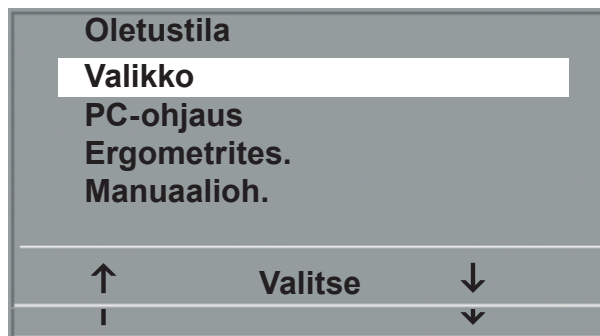 Oletustila
Valikko
PC-ohjaus
Ergometrites.
Manuaalioh.
↑ Valitse ↓